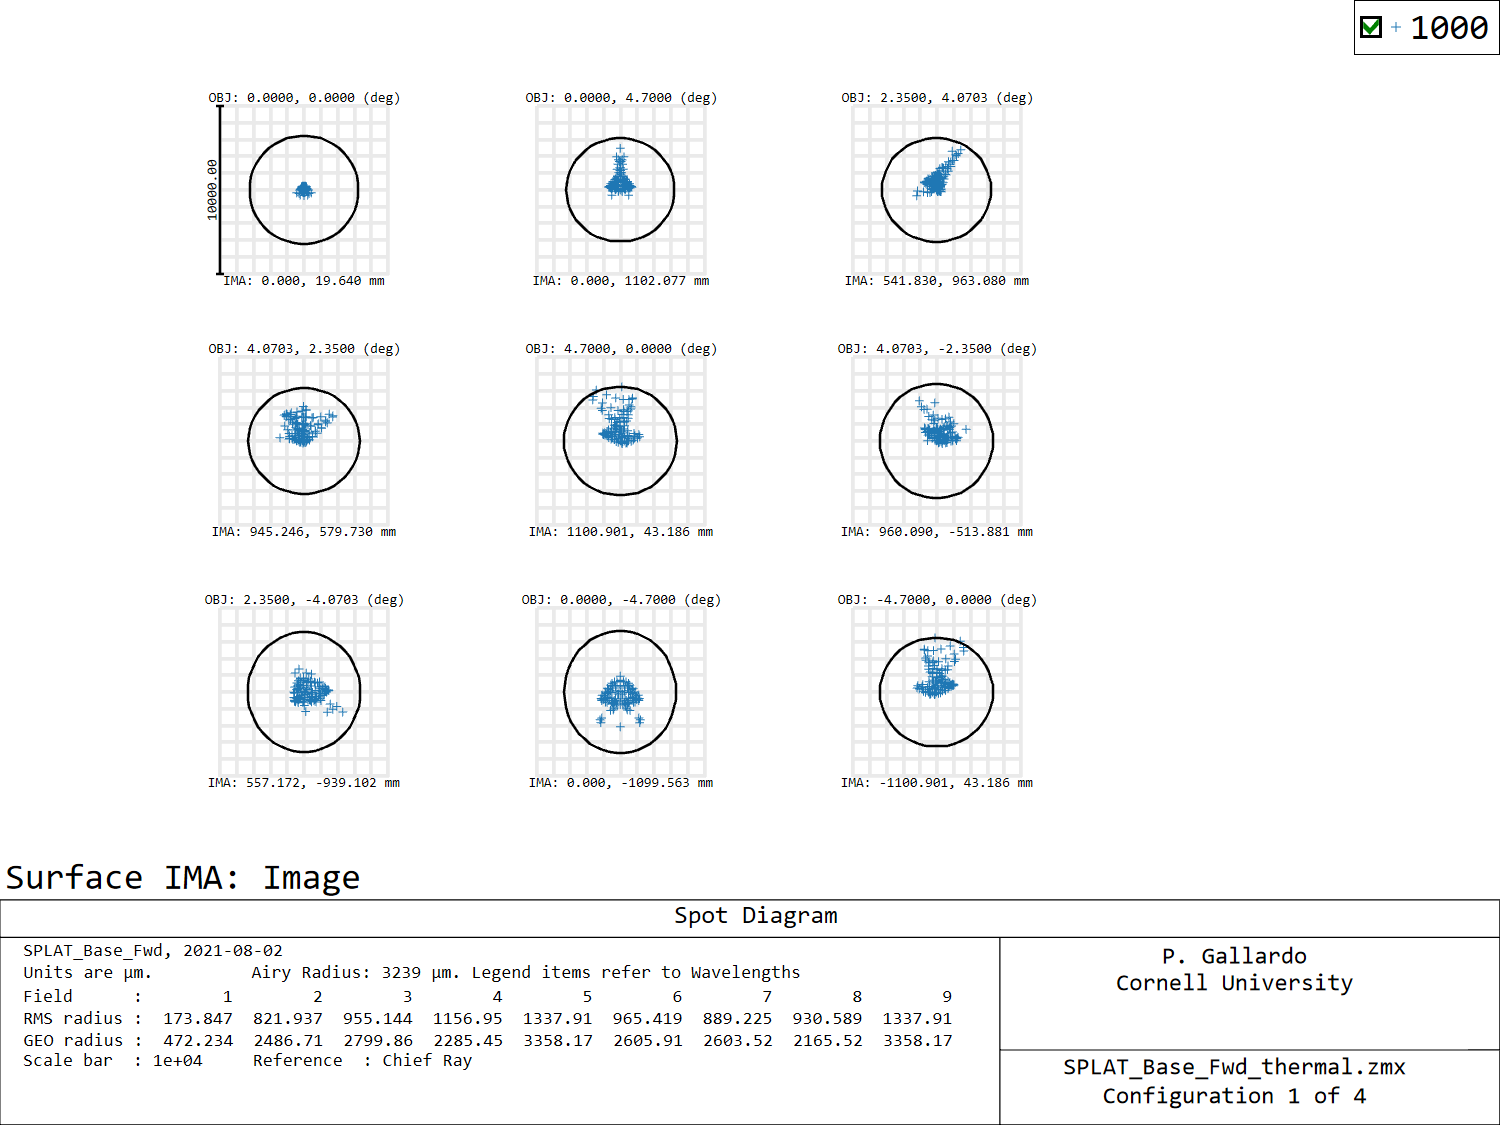 + 1000
OBJ: 0.0000, 0.0000 (deg)
OBJ: 0.0000, 4.7000 (deg)
OBJ: 2.3500, 4.0703 (deg)
10000.00
IMA: 0.000, 19.640 mm
IMA: 0.000, 1102.077 mm
IMA: 541.830, 963.080 mm
OBJ: 4.0703, 2.3500 (deg)
OBJ: 4.7000, 0.0000 (deg)
OBJ: 4.0703, -2.3500 (deg)
IMA: 945.246, 579.730 mm
IMA: 1100.901, 43.186 mm
IMA: 960.090, -513.881 mm
OBJ: 2.3500, -4.0703 (deg)
OBJ: 0.0000, -4.7000 (deg)
OBJ: -4.7000, 0.0000 (deg)
IMA: 557.172, -939.102 mm
IMA: 0.000, -1099.563 mm
IMA: -1100.901, 43.186 mm
Surface IMA: Image
Spot Diagram
SPLAT_Base_Fwd, 2021-08-02
Units are µm. Airy Radius: 3239 µm. Legend items refer to Wavelengths
Field : 1 2 3 4 5 6 7 8 9
RMS radius : 173.847 821.937 955.144 1156.95 1337.91 965.419 889.225 930.589 1337.91
GEO radius : 472.234 2486.71 2799.86 2285.45 3358.17 2605.91 2603.52 2165.52 3358.17
Scale bar : 1e+04 Reference : Chief Ray
P. Gallardo
Cornell University
SPLAT_Base_Fwd_thermal.zmx
Configuration 1 of 4